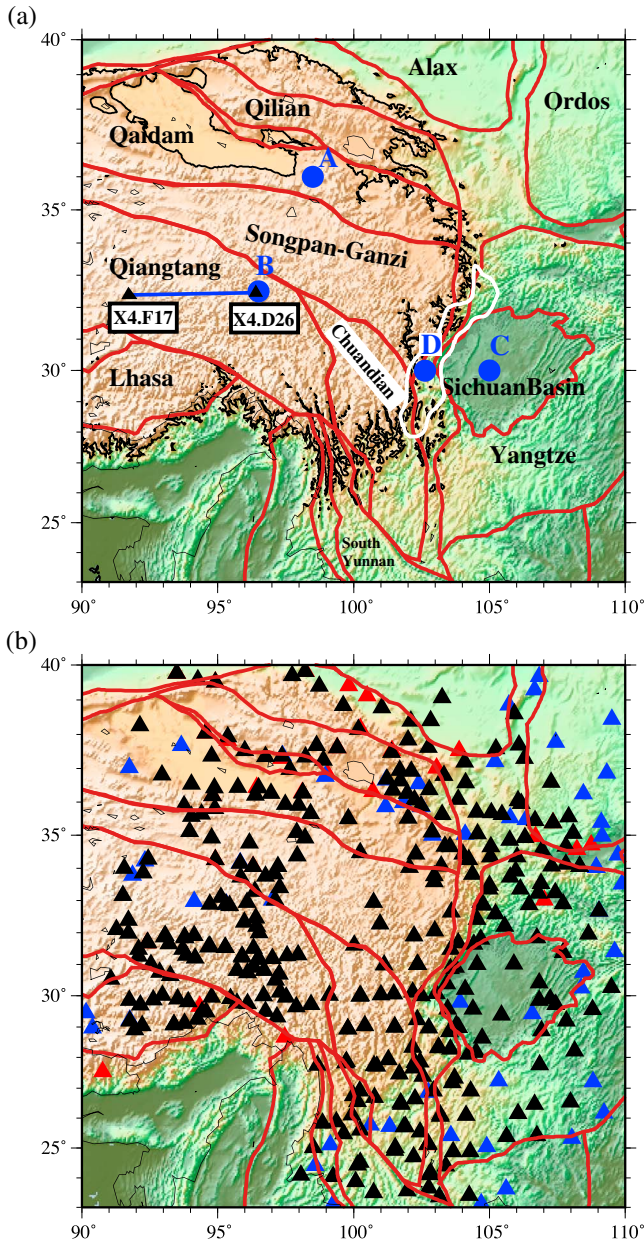 (a)
40°
Alax
Ordos
Qilian
Qaidam
A
35°
Songpan-Ganzi
Qiangtang
B
X4.F17
X4.D26
Chuandian
D
C
30°
Lhasa
SichuanBasin
Yangtze
25°
South
Yunnan
90°
95°
100°
105°
110°
(b)
40°
35°
30°
25°
90°
95°
100°
105°
110°